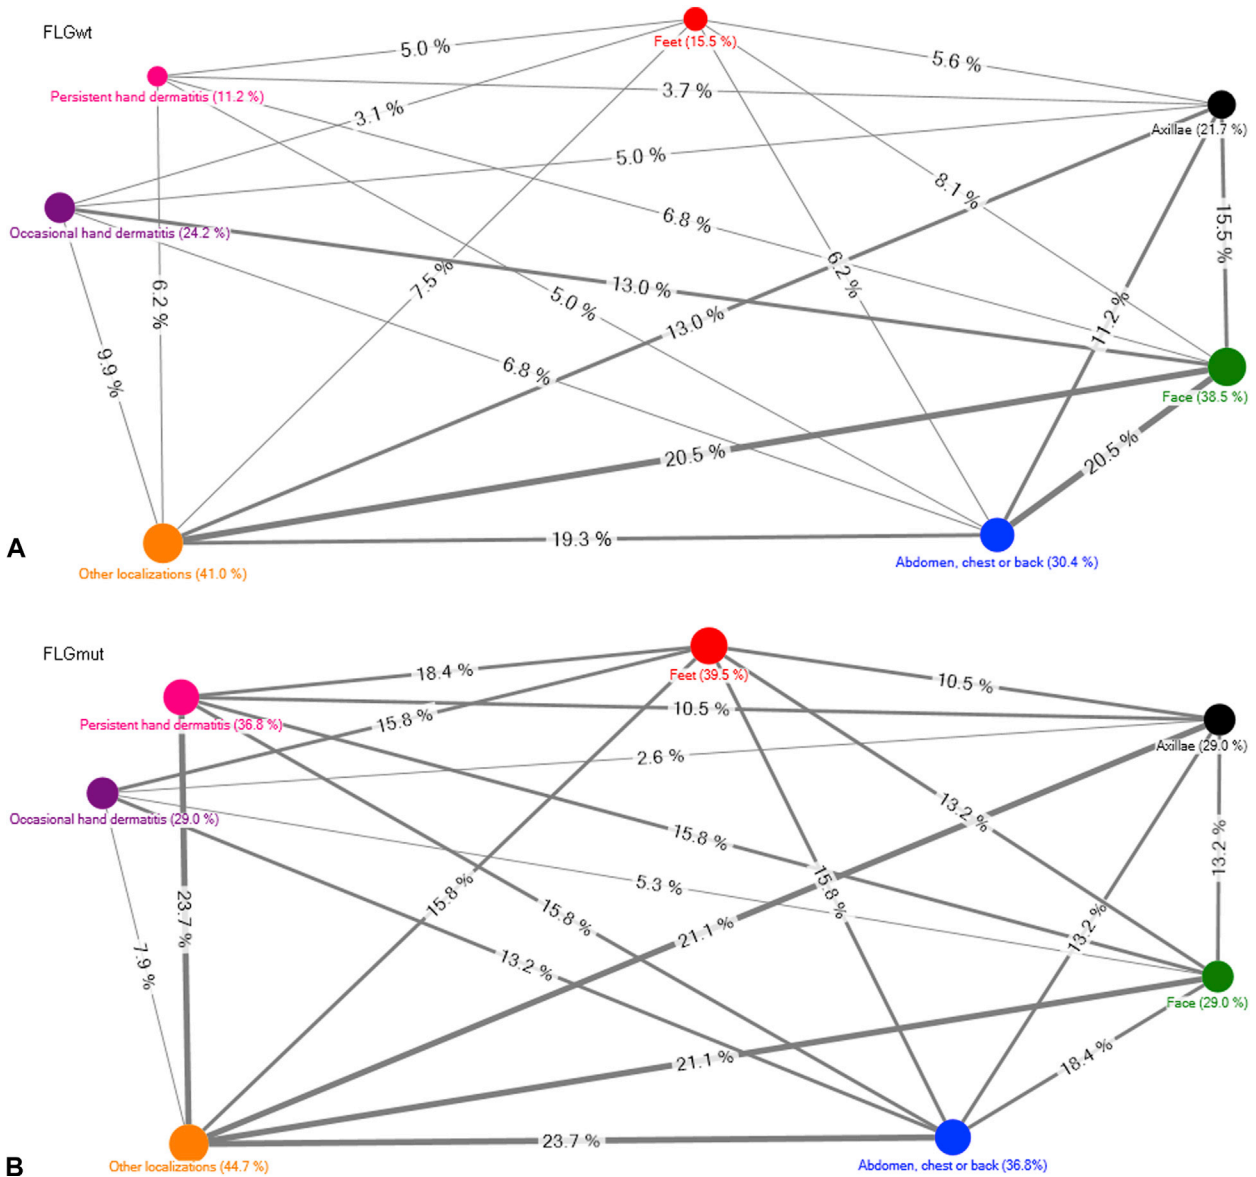 FLGwt
Feet (15.5 %)
5.0 %
5.6 %
Persistent hand dermatitis (11.2 %)
3.7 %
3.1 %
Axillae (21.7 %)
5.0 %
8.1 %
Occasional hand dermatitis (24.2 %)
6.8 %
15.5 %
6.2 %
7.5 %
6.2 %
13.0 %
5.0 %
13.0 %
11.2 %
9.9 %
6.8 %
Face (38.5 %)
20.5 %
20.5 %
19.3 %
A
Other localizations (41.0 %)
Abdomen, chest or back (30.4 %)
FLGmut
Feet (39.5 %)
18.4 %
10.5 %
Persistent hand dermatitis (36.8 %)
15.8 %
10.5 %
Axillae (29.0 %)
2.6 %
Occasional hand dermatitis (29.0 %)
13.2 %
15.8 %
13.2 %
5.3 %
15.8 %
15.8 %
23.7 %
15.8 %
21.1 %
13.2 %
7.9 %
13.2 %
Face (29.0 %)
21.1 %
18.4 %
23.7 %
B
Other localizations (44.7 %)
Abdomen, chest or back (36.8%)